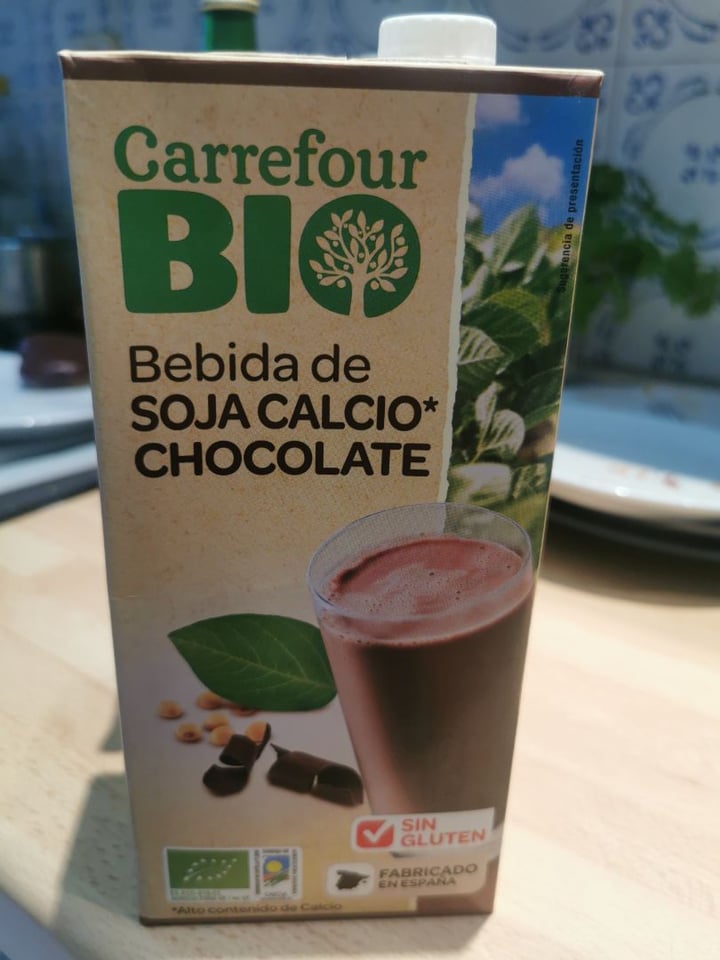 Carrefour
BIO
Bebida de
SOJA CALCIO*
CHOCOLATE
Sugerencia de presentación
SIN
GLUTEN
FABRICADO
EN ESPAÑA
*Alto contenido de Calcio